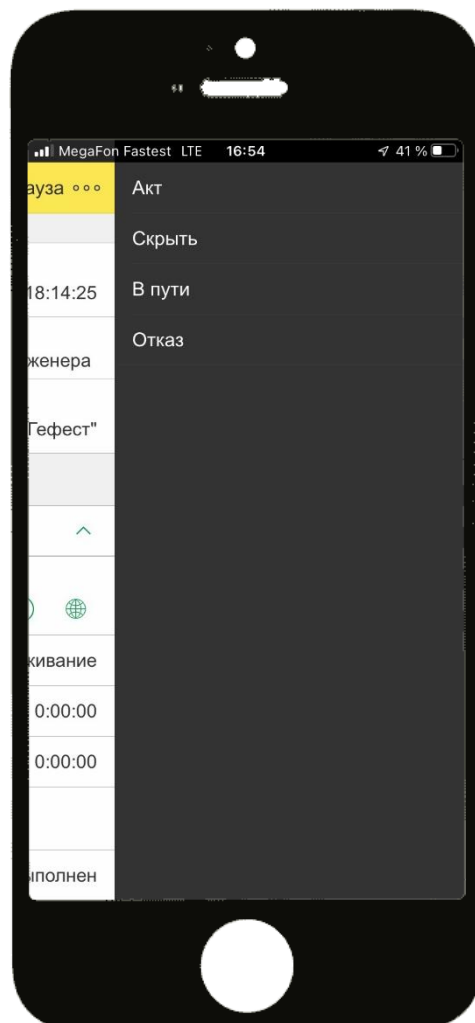 MegaFon Fastest LTE 16:54 41 %
ауза
Акт
Скрыть
18:14:25
В пути
Отказ
женера
Гефест"
живание
0:00:00
0:00:00
ыполнен